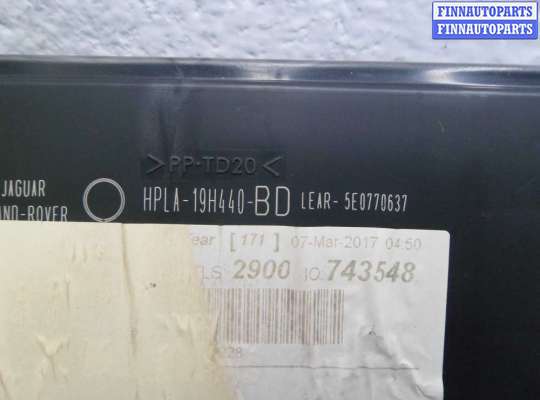 FINNAUTOPARTS
FINNAUTOPARTS
>PP-TD20<
JAGUAR
AND-ROVER
HPLA-19H440-BD LEAR-5E0770637
[171] 07-Mar-2017 04:50
2900 IO 743548